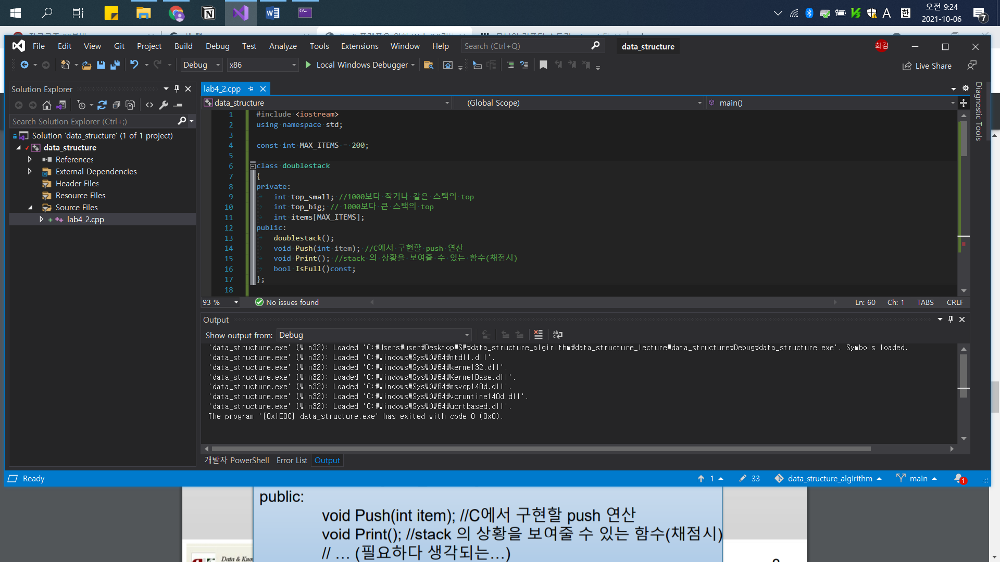 오전 9:24
2021-10-06
A
한
7
File Edit View Git Project Build Debug Test Analyze Tools Extensions Window Help
Search (Ctrl+Q)
data_structure
희김
Debug
x86
Local Windows Debugger
Live Share
Solution Explorer
Search Solution Explorer (Ctrl+;)
Solution 'data_structure' (1 of 1 project)
data_structure
References
External Dependencies
Header Files
Resource Files
Source Files
lab4_2.cpp
lab4_2.cpp
data_structure
(Global Scope)
main()
Diagnostic Tools
1 #include <iostream>
2 using namespace std;
3
4 const int MAX_ITEMS = 200;
5
6 class doublestack
7 {
8 private:
9 int top_small; //1000보다 작거나 같은 스택의 top
10 int top_big; // 1000보다 큰 스택의 top
11 int items[MAX_ITEMS];
12 public:
13 doublestack();
14 void Push(int item); //C에서 구현할 push 연산
15 void Print(); //stack 의 상황을 보여줄 수 있는 함수(채점시)
16 bool IsFull()const;
17 };
18
93 %
No issues found
Ln: 60 Ch: 1 TABS CRLF
Output
Show output from: Debug
'data_structure.exe' (Win32): Loaded 'C:₩Users₩user₩Desktop₩SW₩data_structure_algirithm₩data_structure_lecture₩data_structure₩Debug₩data_structure.exe'. Symbols loaded.
'data_structure.exe' (Win32): Loaded 'C:₩Windows₩SysWOW64₩ntdll.dll'.
'data_structure.exe' (Win32): Loaded 'C:₩Windows₩SysWOW64₩kernel32.dll'.
'data_structure.exe' (Win32): Loaded 'C:₩Windows₩SysWOW64₩KernelBase.dll'.
'data_structure.exe' (Win32): Loaded 'C:₩Windows₩SysWOW64₩msvcp140d.dll'.
'data_structure.exe' (Win32): Loaded 'C:₩Windows₩SysWOW64₩vcruntime140d.dll'.
'data_structure.exe' (Win32): Loaded 'C:₩Windows₩SysWOW64₩ucrtbased.dll'.
The program '[0x1E0C] data_structure.exe' has exited with code 0 (0x0).
개발자 PowerShell Error List Output
Ready
1
33
data_structure_algirithm
main
1
public:
void Push(int item); //C에서 구현할 push 연산
void Print(); //stack 의 상황을 보여줄 수 있는 함수(채점시)
// … (필요하다 생각되는…)
Data &